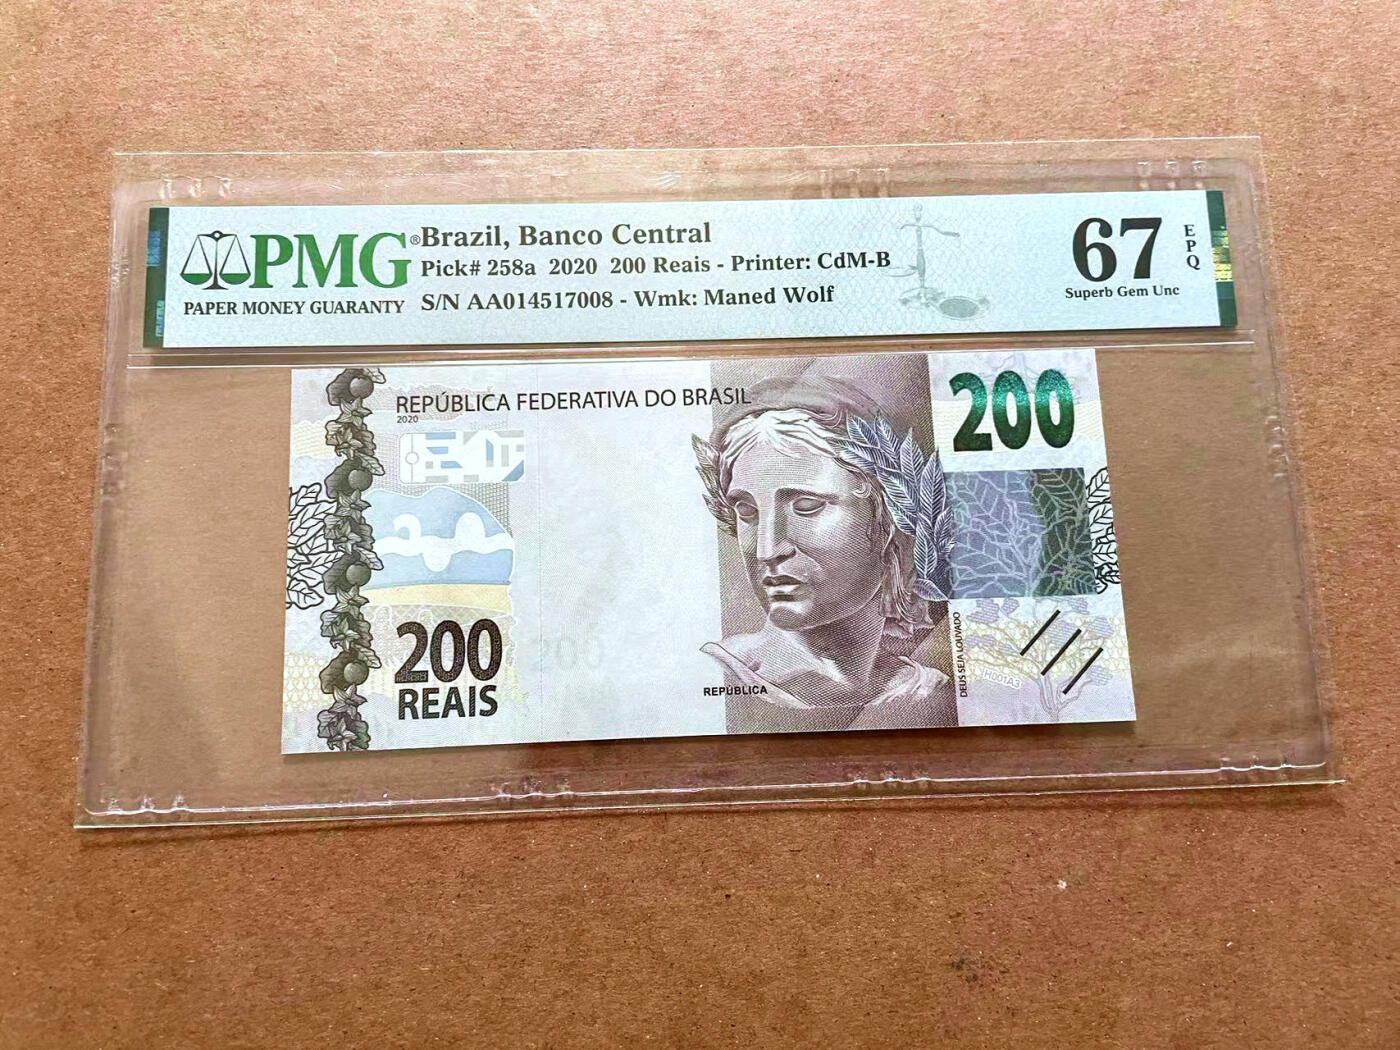 PMG®
PAPER MONEY GUARANTY
Brazil, Banco Central
Pick# 258a 2020 200 Reais - Printer: CdM-B
S/N AA014517008 - Wmk: Maned Wolf
67
EPQ
Superb Gem Unc
REPÚBLICA FEDERATIVA DO BRASIL
2020
200
200
200
REAIS
REPÚBLICA
DEUS SEJA LOUVADO
H001A3